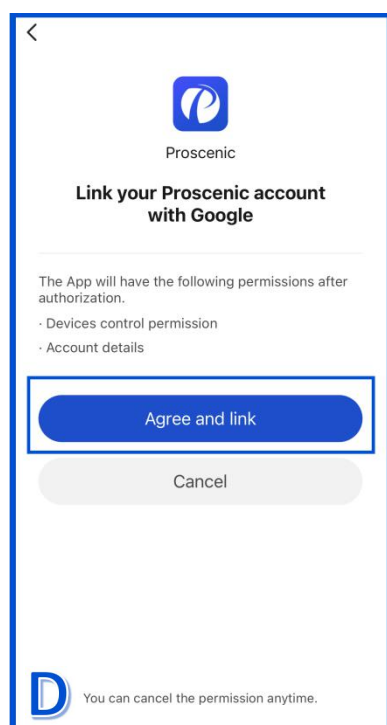 Proscenic
Link your Proscenic account
with Google
The App will have the following permissions after
authorization.
· Devices control permission
· Account details
Agree and link
Cancel
D
You can cancel the permission anytime.